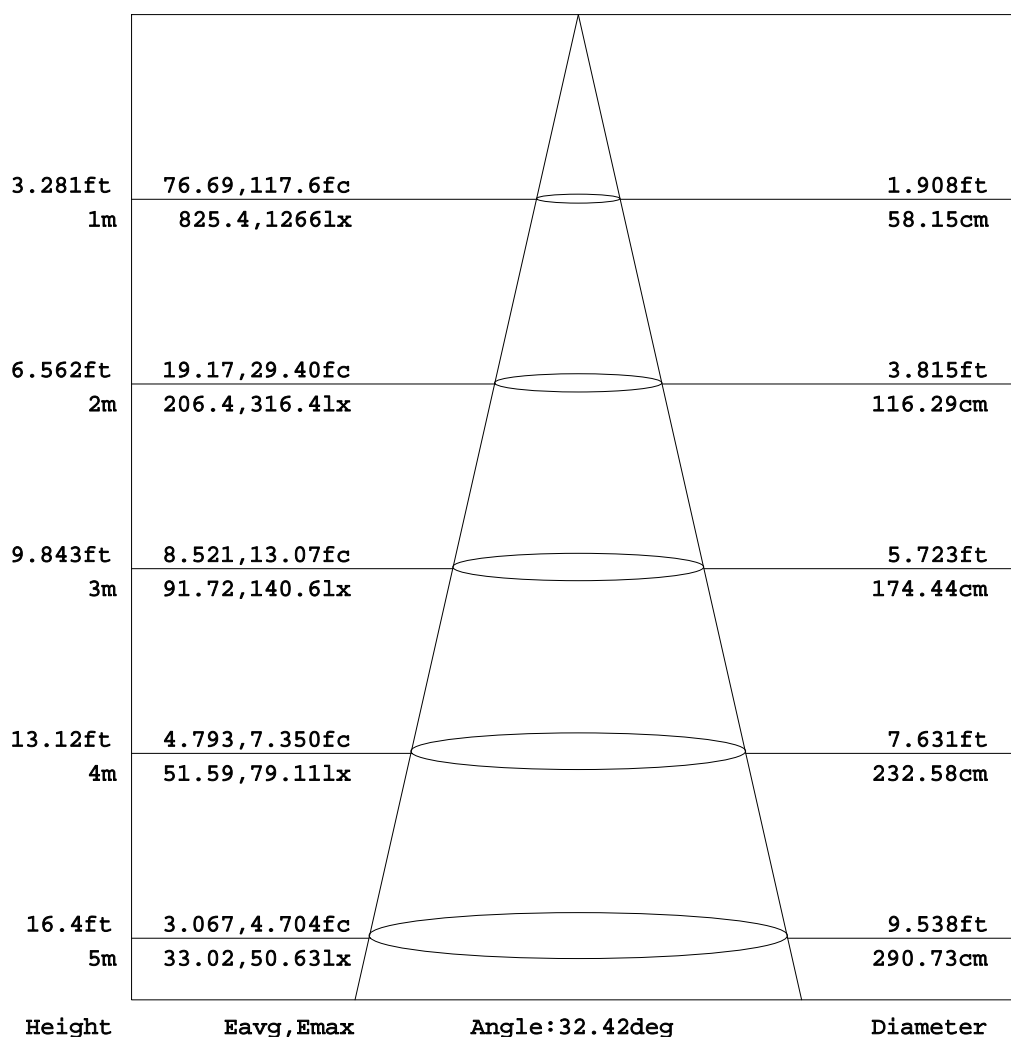 3.281ft 76.69,117.6fc 1.908ft
1m 825.4,1266lx 58.15cm
6.562ft 19.17,29.40fc 3.815ft
2m 206.4,316.4lx 116.29cm
9.843ft 8.521,13.07fc 5.723ft
3m 91.72,140.6lx 174.44cm
13.12ft 4.793,7.350fc 7.631ft
4m 51.59,79.11lx 232.58cm
16.4ft 3.067,4.704fc 9.538ft
5m 33.02,50.63lx 290.73cm
Height Eavg,Emax Angle:32.42deg Diameter